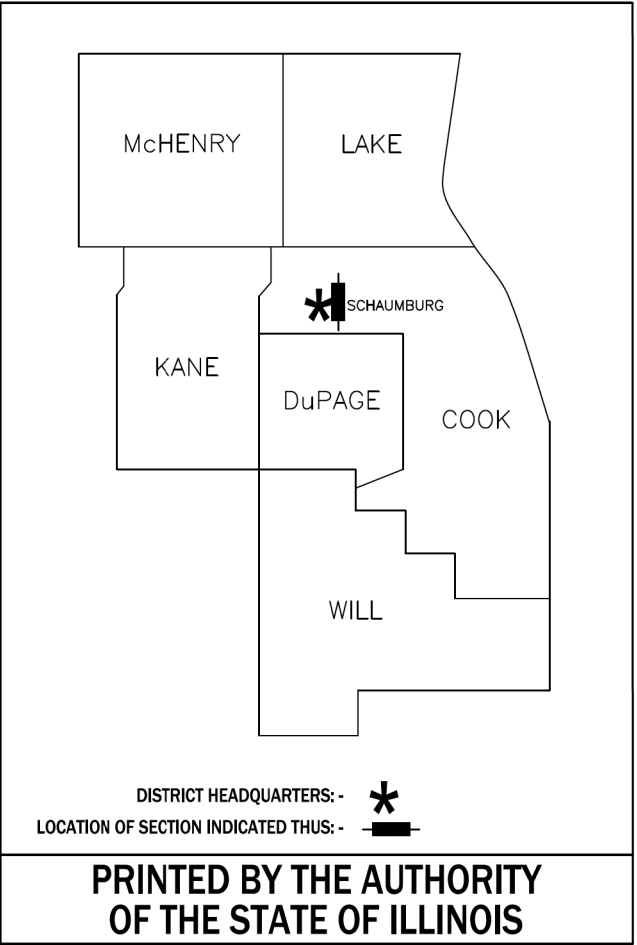 McHENRY
LAKE
SCHAUMBURG
KANE
DuPAGE
COOK
WILL
DISTRICT HEADQUARTERS: -
LOCATION OF SECTION INDICATED THUS: -
PRINTED BY THE AUTHORITY
OF THE STATE OF ILLINOIS